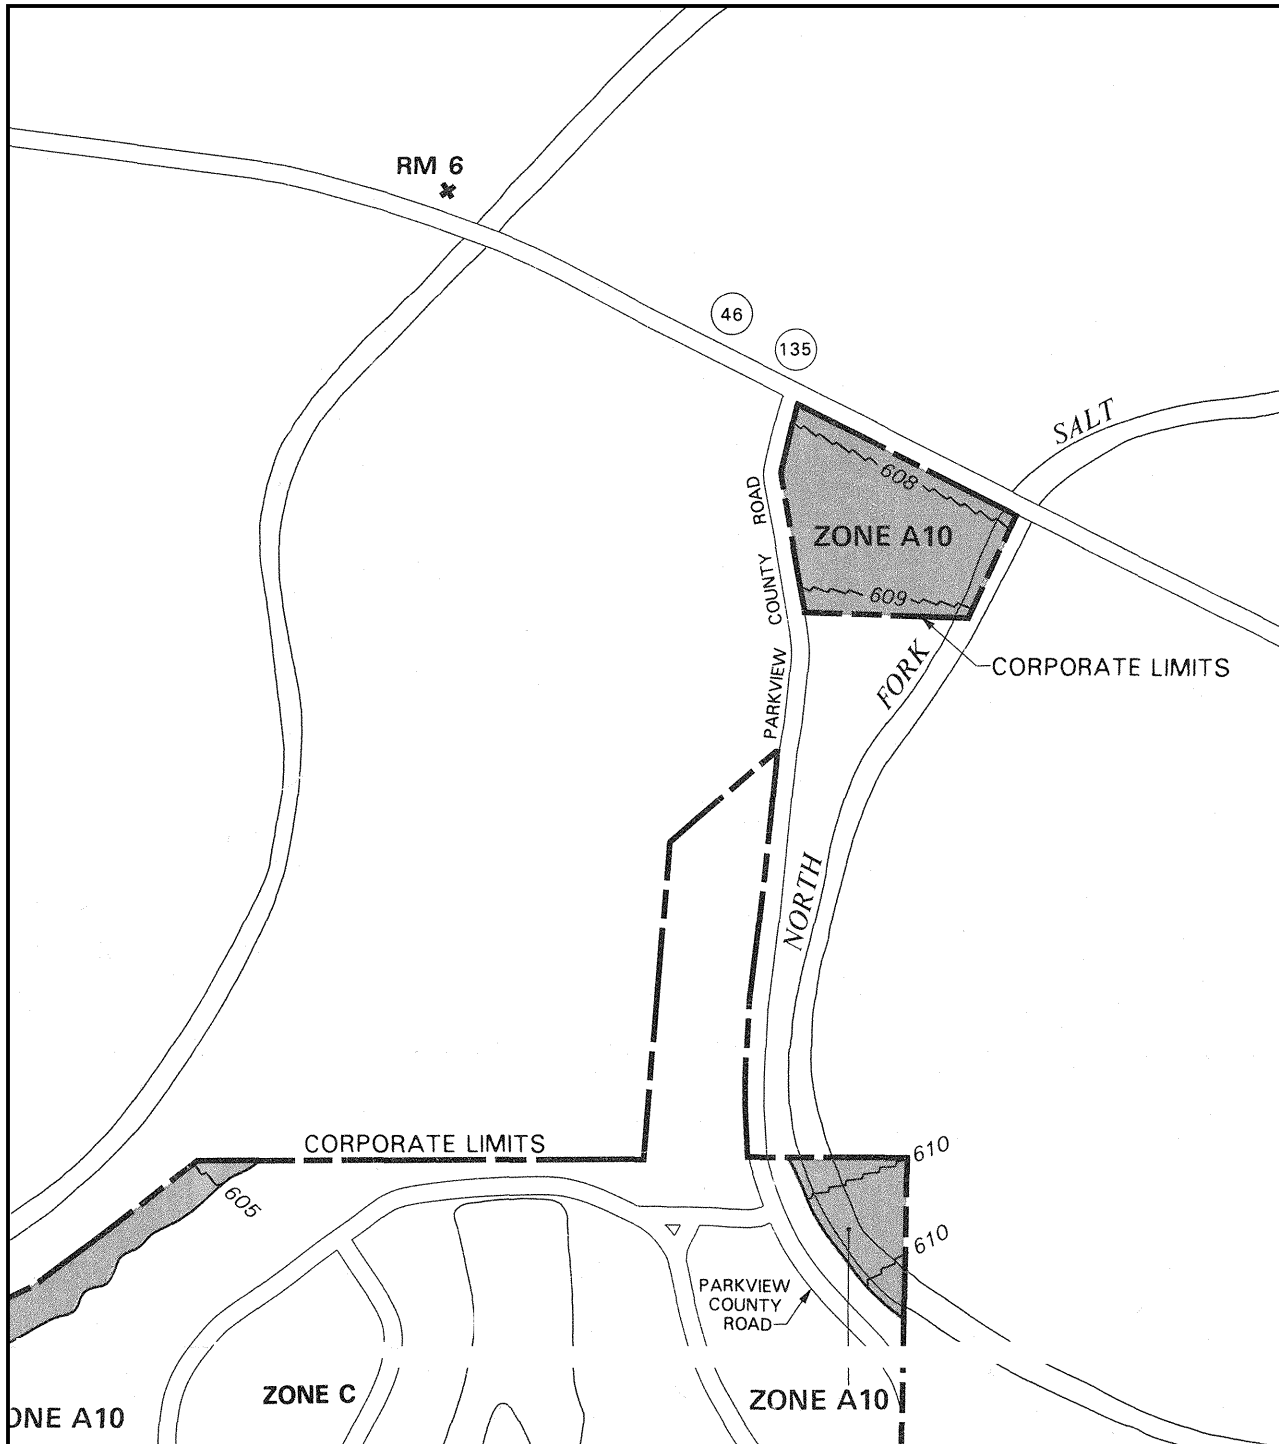 RM 6
46
135
SALT
608
ROAD
ZONE A10
COUNTY
609
FORK
CORPORATE LIMITS
PARKVIEW
NORTH
CORPORATE LIMITS
610
605
610
PARKVIEW
COUNTY
ROAD
ZONE C
ZONE A10
ONE A10